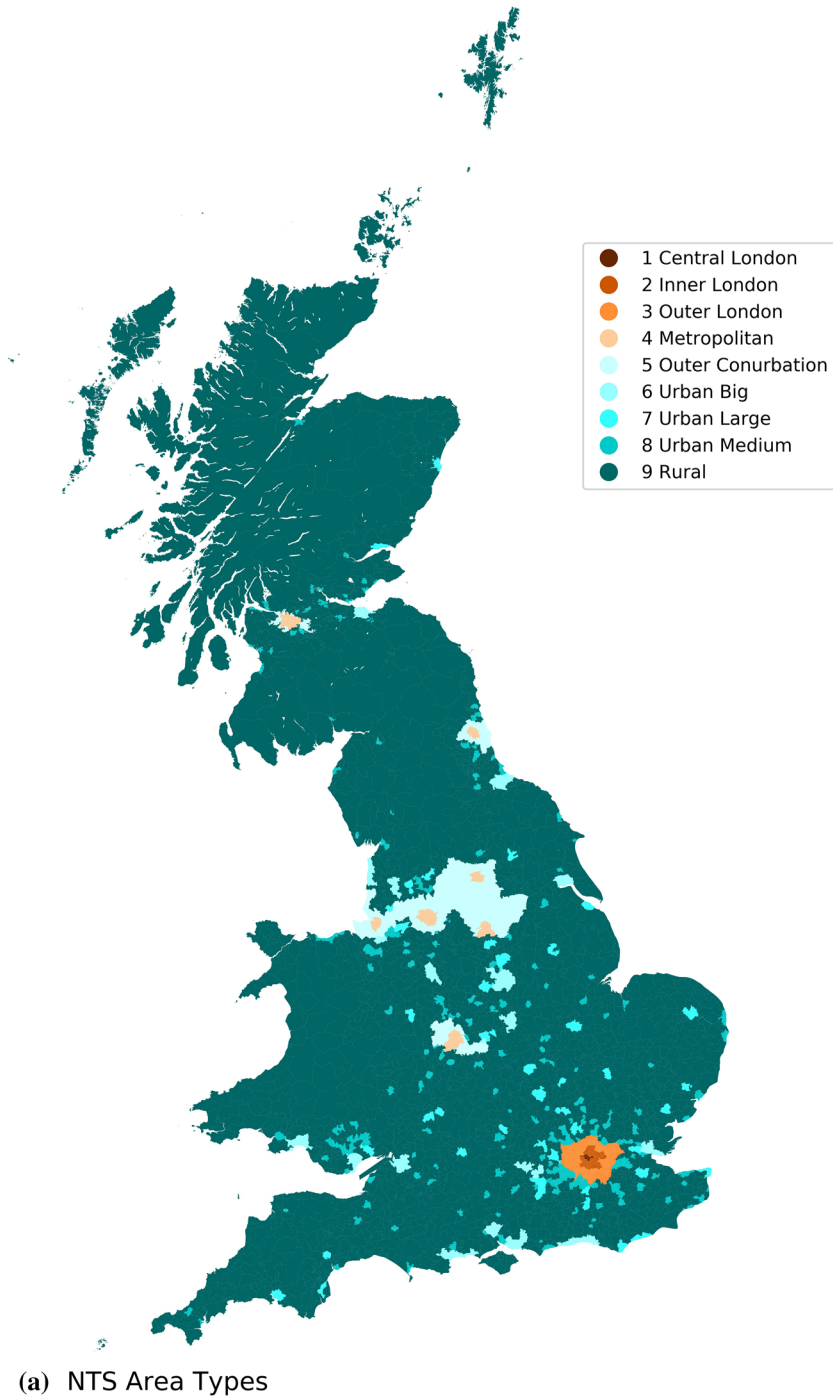 1 Central London
2 Inner London
3 Outer London
4 Metropolitan
5 Outer Conurbation
6 Urban Big
7 Urban Large
8 Urban Medium
9 Rural
(a) NTS Area Types